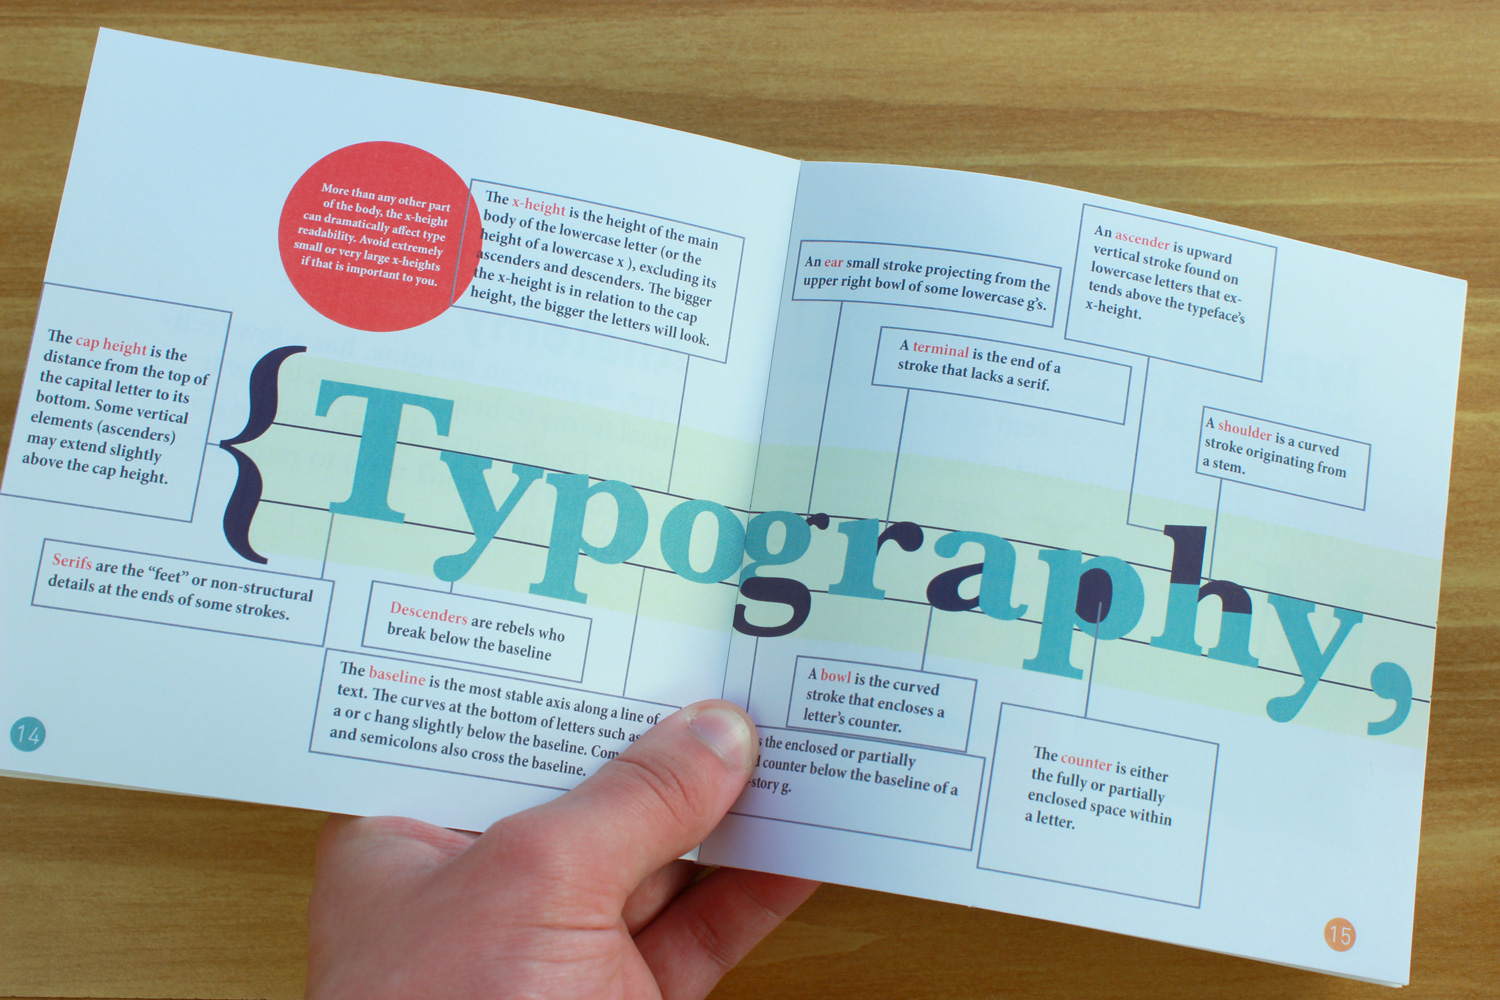 More than any other part
of the body, the x-height
can dramatically affect type
readability. Avoid extremely
small or very large x-heights
if that is important to you.
The x-height is the height of the main
body of the lowercase letter (or the
height of a lowercase x ), excluding its
ascenders and descenders. The bigger
the x-height is in relation to the cap
height, the bigger the letters will look.
The cap height is the
distance from the top of
the capital letter to its
bottom. Some vertical
elements (ascenders)
may extend slightly
above the cap height.
An ear small stroke projecting from the
upper right bowl of some lowercase g's.
An ascender is upward
vertical stroke found on
lowercase letters that ex-
tends above the typeface's
x-height.
A terminal is the end of a
stroke that lacks a serif.
A shoulder is a curved
stroke originating from
a stem.
{Typography,
Serifs are the “feet” or non-structural
details at the ends of some strokes.
Descenders are rebels who
break below the baseline
The baseline is the most stable axis along a line of
text. The curves at the bottom of letters such as
a or c hang slightly below the baseline.
and semicolons also cross the baseline.
A bowl is the curved
stroke that encloses a
letter's counter.
the enclosed or partially
counter below the baseline of a
-story g.
The counter is either
the fully or partially
enclosed space within
a letter.
14
15